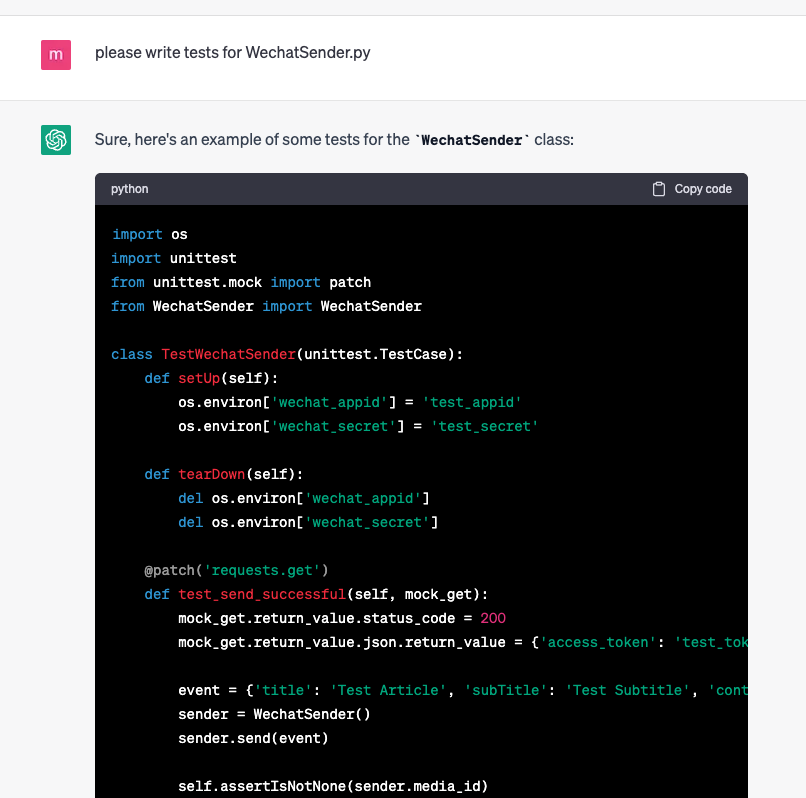 m
please write tests for WechatSender.py
Sure, here's an example of some tests for the `WechatSender` class:
python
Copy code
import os
import unittest
from unittest.mock import patch
from WechatSender import WechatSender
class TestWechatSender(unittest.TestCase):
    def setUp(self):
        os.environ['wechat_appid'] = 'test_appid'
        os.environ['wechat_secret'] = 'test_secret'
    def tearDown(self):
        del os.environ['wechat_appid']
        del os.environ['wechat_secret']
    @patch('requests.get')
    def test_send_successful(self, mock_get):
        mock_get.return_value.status_code = 200
        mock_get.return_value.json.return_value = {'access_token': 'test_tok
        event = {'title': 'Test Article', 'subTitle': 'Test Subtitle', 'cont
        sender = WechatSender()
        sender.send(event)
        self.assertIsNotNone(sender.media_id)